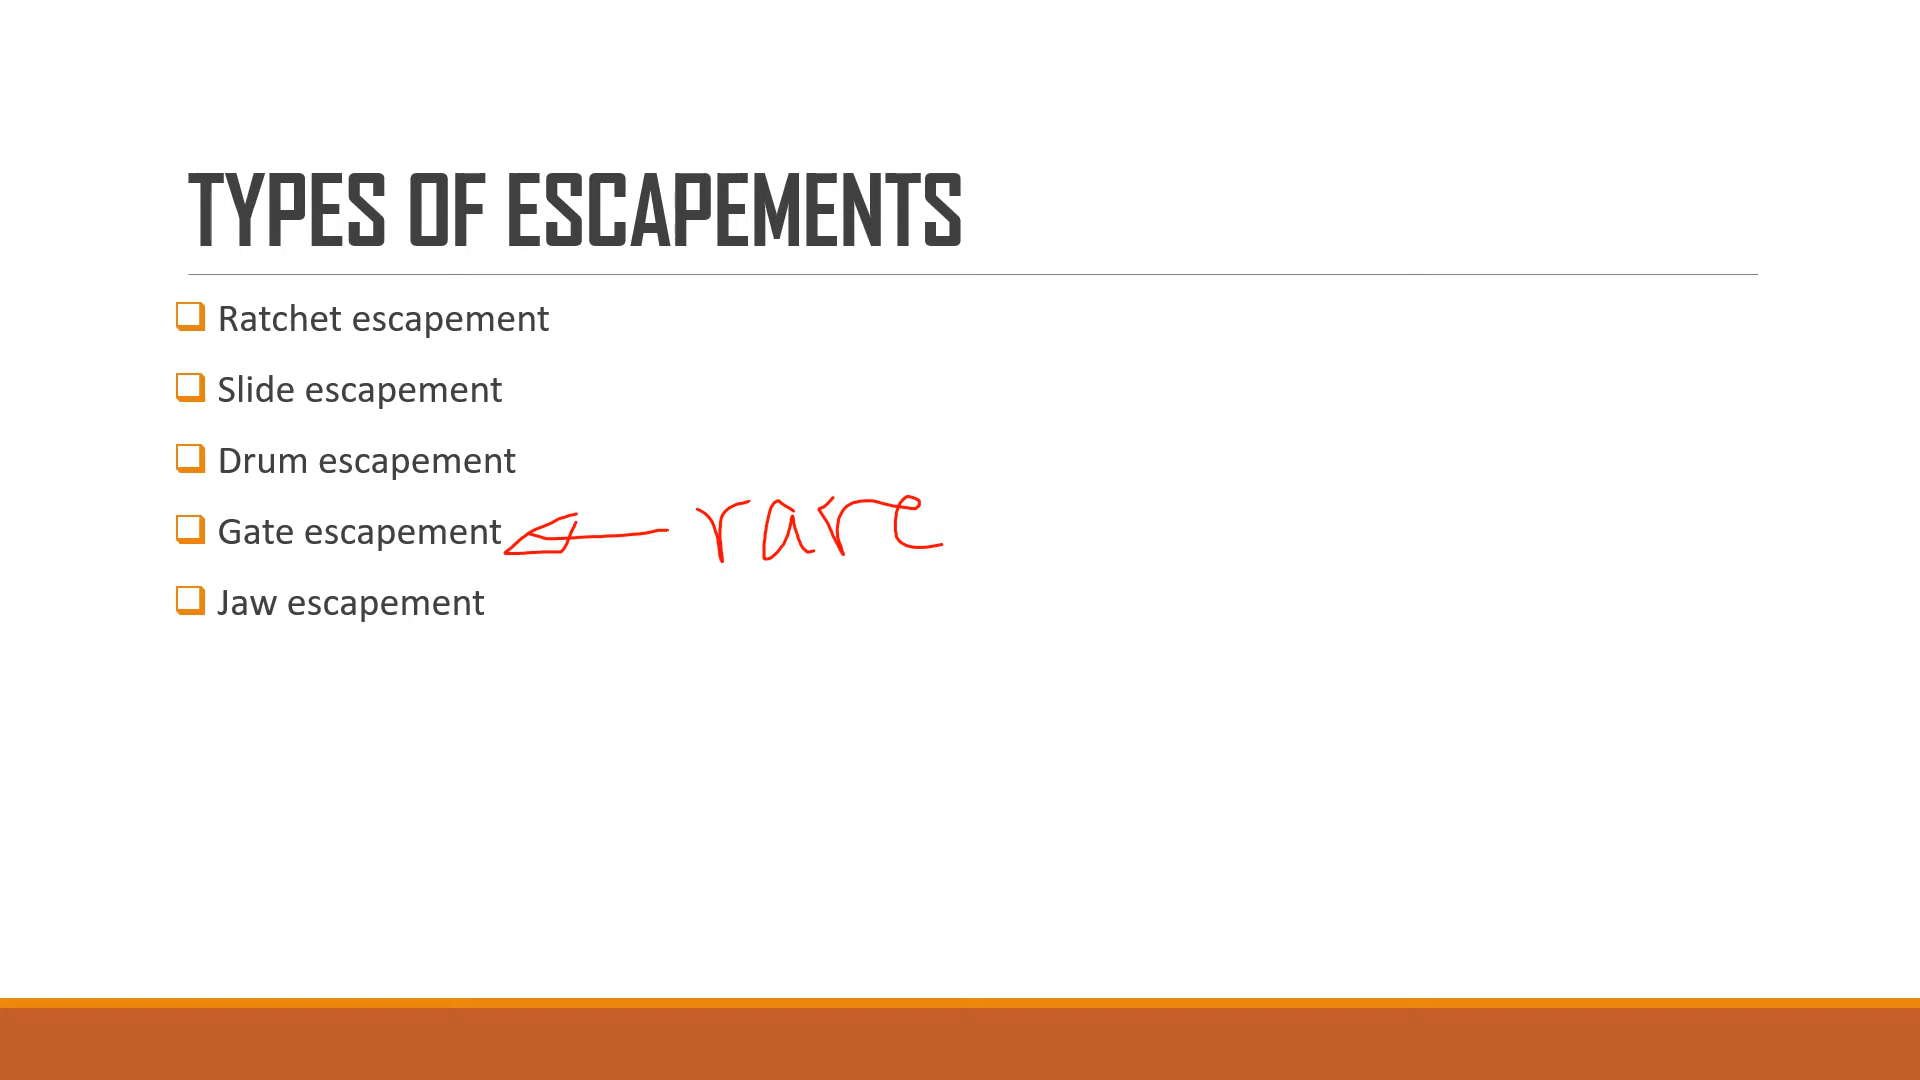 TYPES OF ESCAPEMENTS
Ratchet escapement
Slide escapement
Drum escapement
Gate escapement rare
Jaw escapement